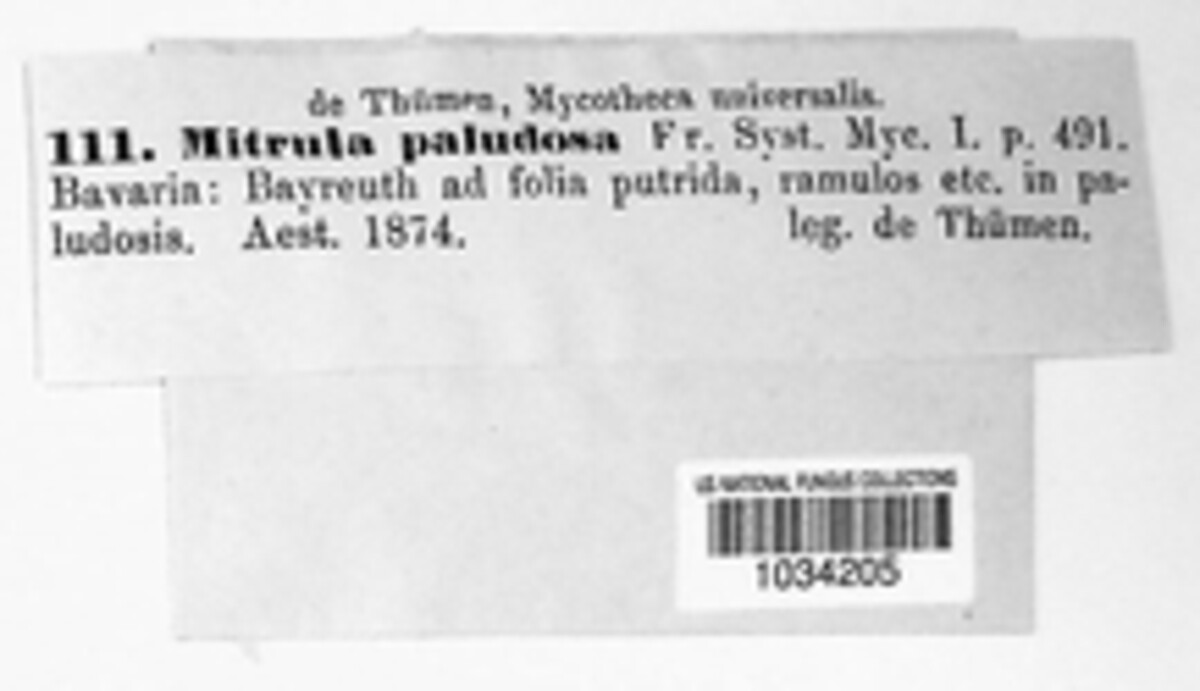 de Thümen, Mycotheca universalis.
111. Mitrula paludosa Fr. Syst. Myc. I. p. 491.
Bavaria: Bayreuth ad folia putrida, ramulos etc. in pa-
ludosis. Aest. 1874. leg. de Thümen.
US NATIONAL FUNGUS COLLECTIONS
1034205